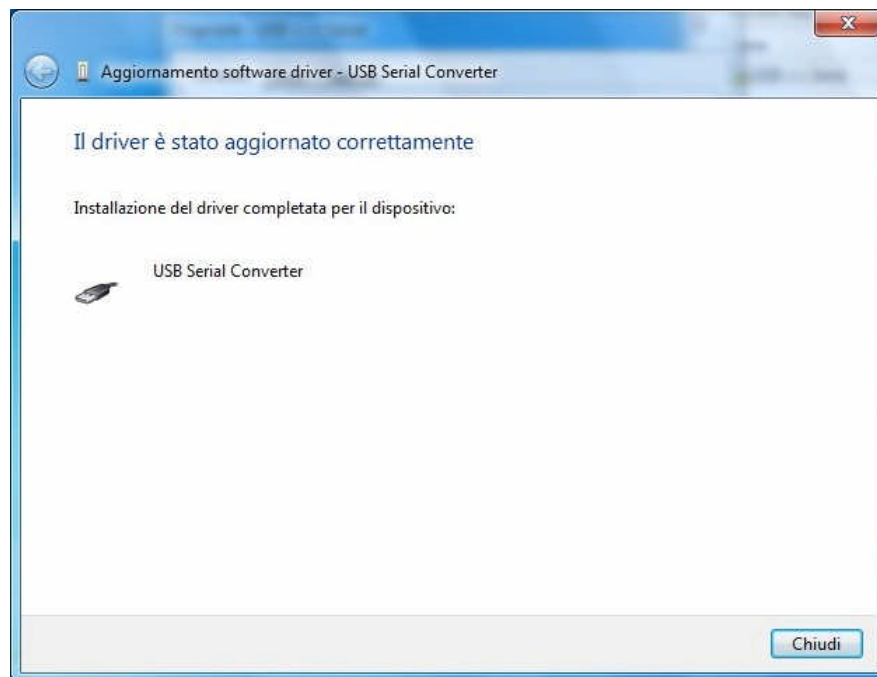 Aggiornamento software driver - USB Serial Converter
Il driver è stato aggiornato correttamente
Installazione del driver completata per il dispositivo:
USB Serial Converter
Chiudi